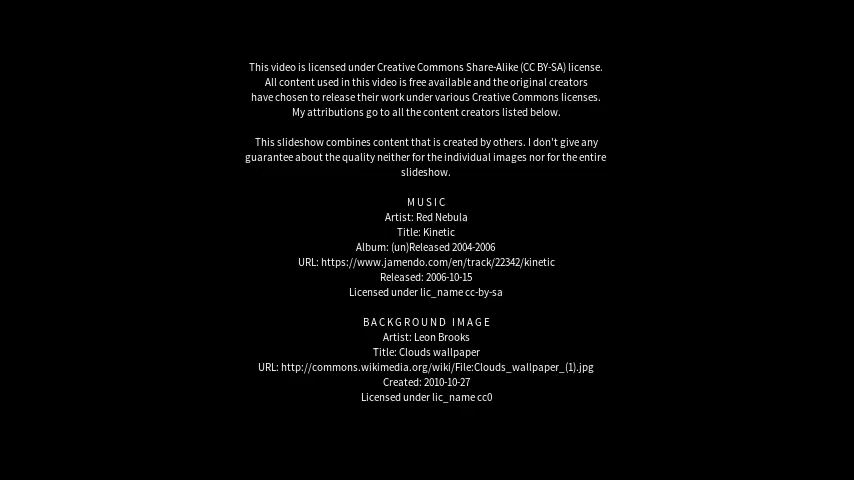 This video is licensed under Creative Commons Share-Alike (CC BY-SA) license.
All content used in this video is free available and the original creators
have chosen to release their work under various Creative Commons licenses.
My attributions go to all the content creators listed below.
This slideshow combines content that is created by others. I don't give any
guarantee about the quality neither for the individual images nor for the entire
slideshow.
MUSIC
Artist: Red Nebula
Title: Kinetic
Album: (un)Released 2004-2006
URL: https://www.jamendo.com/en/track/22342/kinetic
Released: 2006-10-15
Licensed under lic_name cc-by-sa
BACKGROUND IMAGE
Artist: Leon Brooks
Title: Clouds wallpaper
URL: http://commons.wikimedia.org/wiki/File:Clouds_wallpaper_(1).jpg
Created: 2010-10-27
Licensed under lic_name cc0